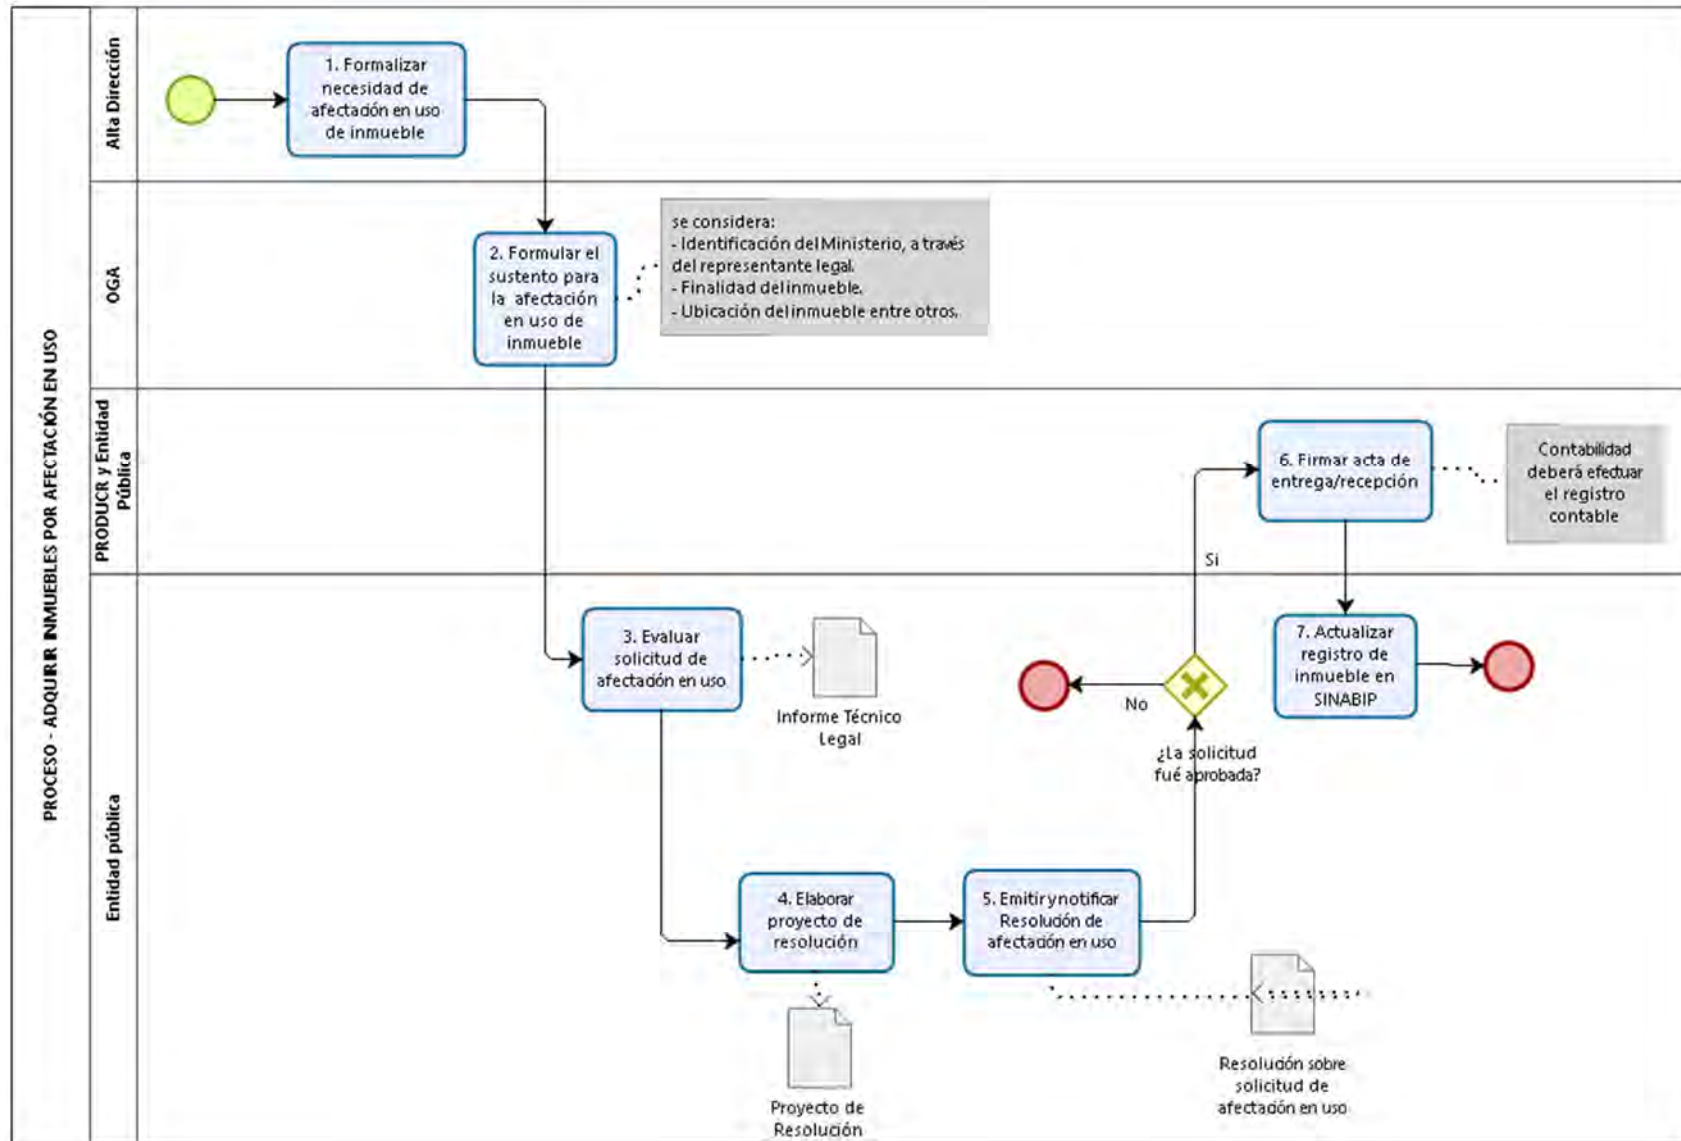 PROCESO - ADQUIRIR INMUEBLES POR AFECTACIÓN EN USO
Alta Dirección
1. Formalizar
necesidad de
afectación en uso
de inmueble
OGA
2. Formular el
sustento para
la afectación
en uso de
inmueble
se considera:
- Identificación del Ministerio, a través
del representante legal.
- Finalidad del inmueble.
- Ubicación del inmueble entre otros.
PRODUCR y Entidad
Pública
6. Firmar acta de
entrega/recepción
Contabilidad
deberá efectuar
el registro
contable
Si
Entidad pública
3. Evaluar
solicitud de
afectación en uso
Informe Técnico
Legal
No
¿La solicitud
fué aprobada?
7. Actualizar
registro de
inmueble en
SINABIP
4. Elaborar
proyecto de
resolución
5. Emitir y notificar
Resolución de
afectación en uso
Proyecto de
Resolución
Resolución sobre
solicitud de
afectación en uso